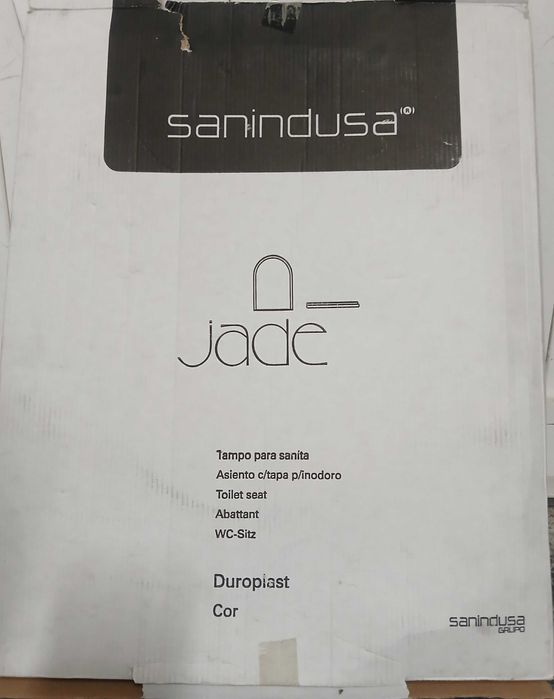 sanindusa®
jade
Tampo para sanita
Asiento c/tapa p/inodoro
Toilet seat
Abattant
WC-Sitz
Duroplast
Cor
sanindusa
GRUPO